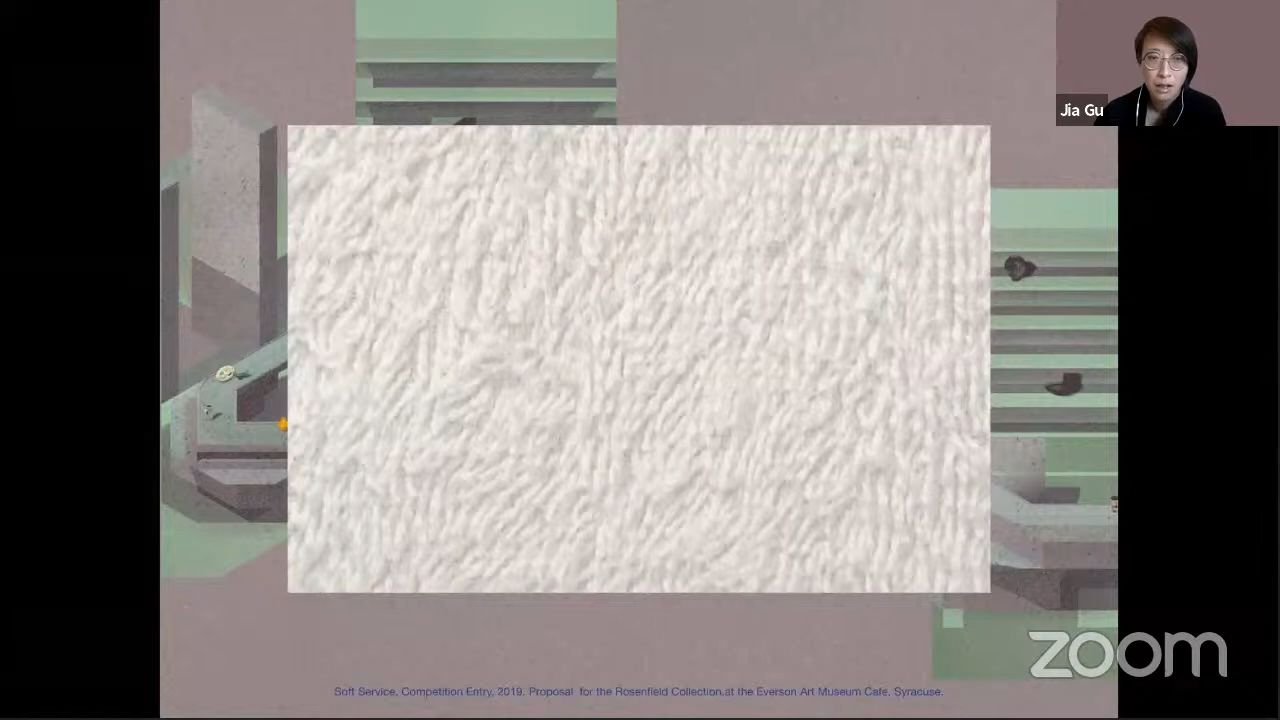 Jia Gu
zoom
Soft Service, Competition Entry, 2019. Proposal for the Rosenfield Collection,at the Everson Art Museum Cafe, Syracuse.